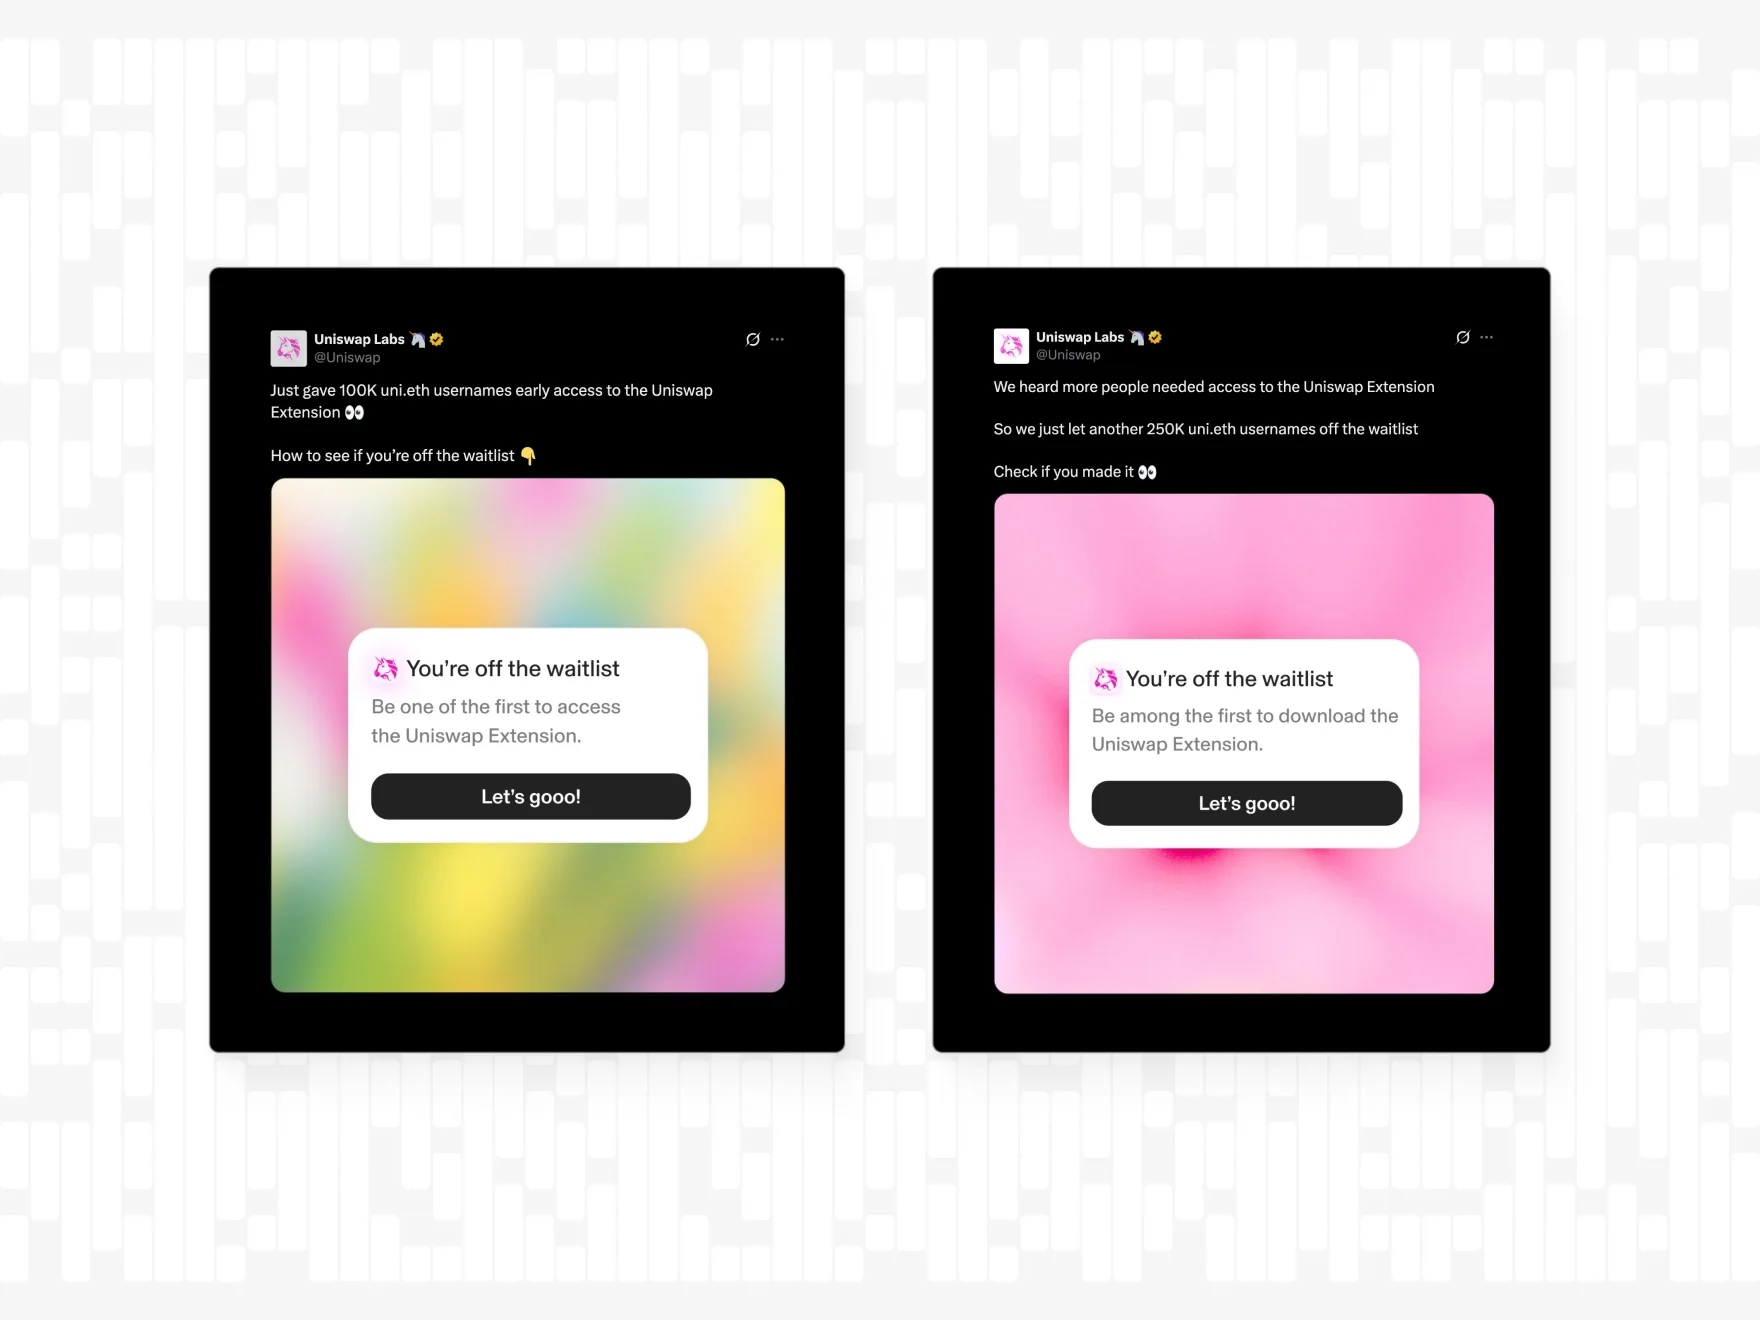 Uniswap Labs 🦄
@Uniswap
Just gave 100K uni.eth usernames early access to the Uniswap
Extension 👀
How to see if you’re off the waitlist 👇
You’re off the waitlist
Be one of the first to access
the Uniswap Extension.
Let’s gooo!
Uniswap Labs 🦄
@Uniswap
We heard more people needed access to the Uniswap Extension
So we just let another 250K uni.eth usernames off the waitlist
Check if you made it 👀
You’re off the waitlist
Be among the first to download the
Uniswap Extension.
Let’s gooo!